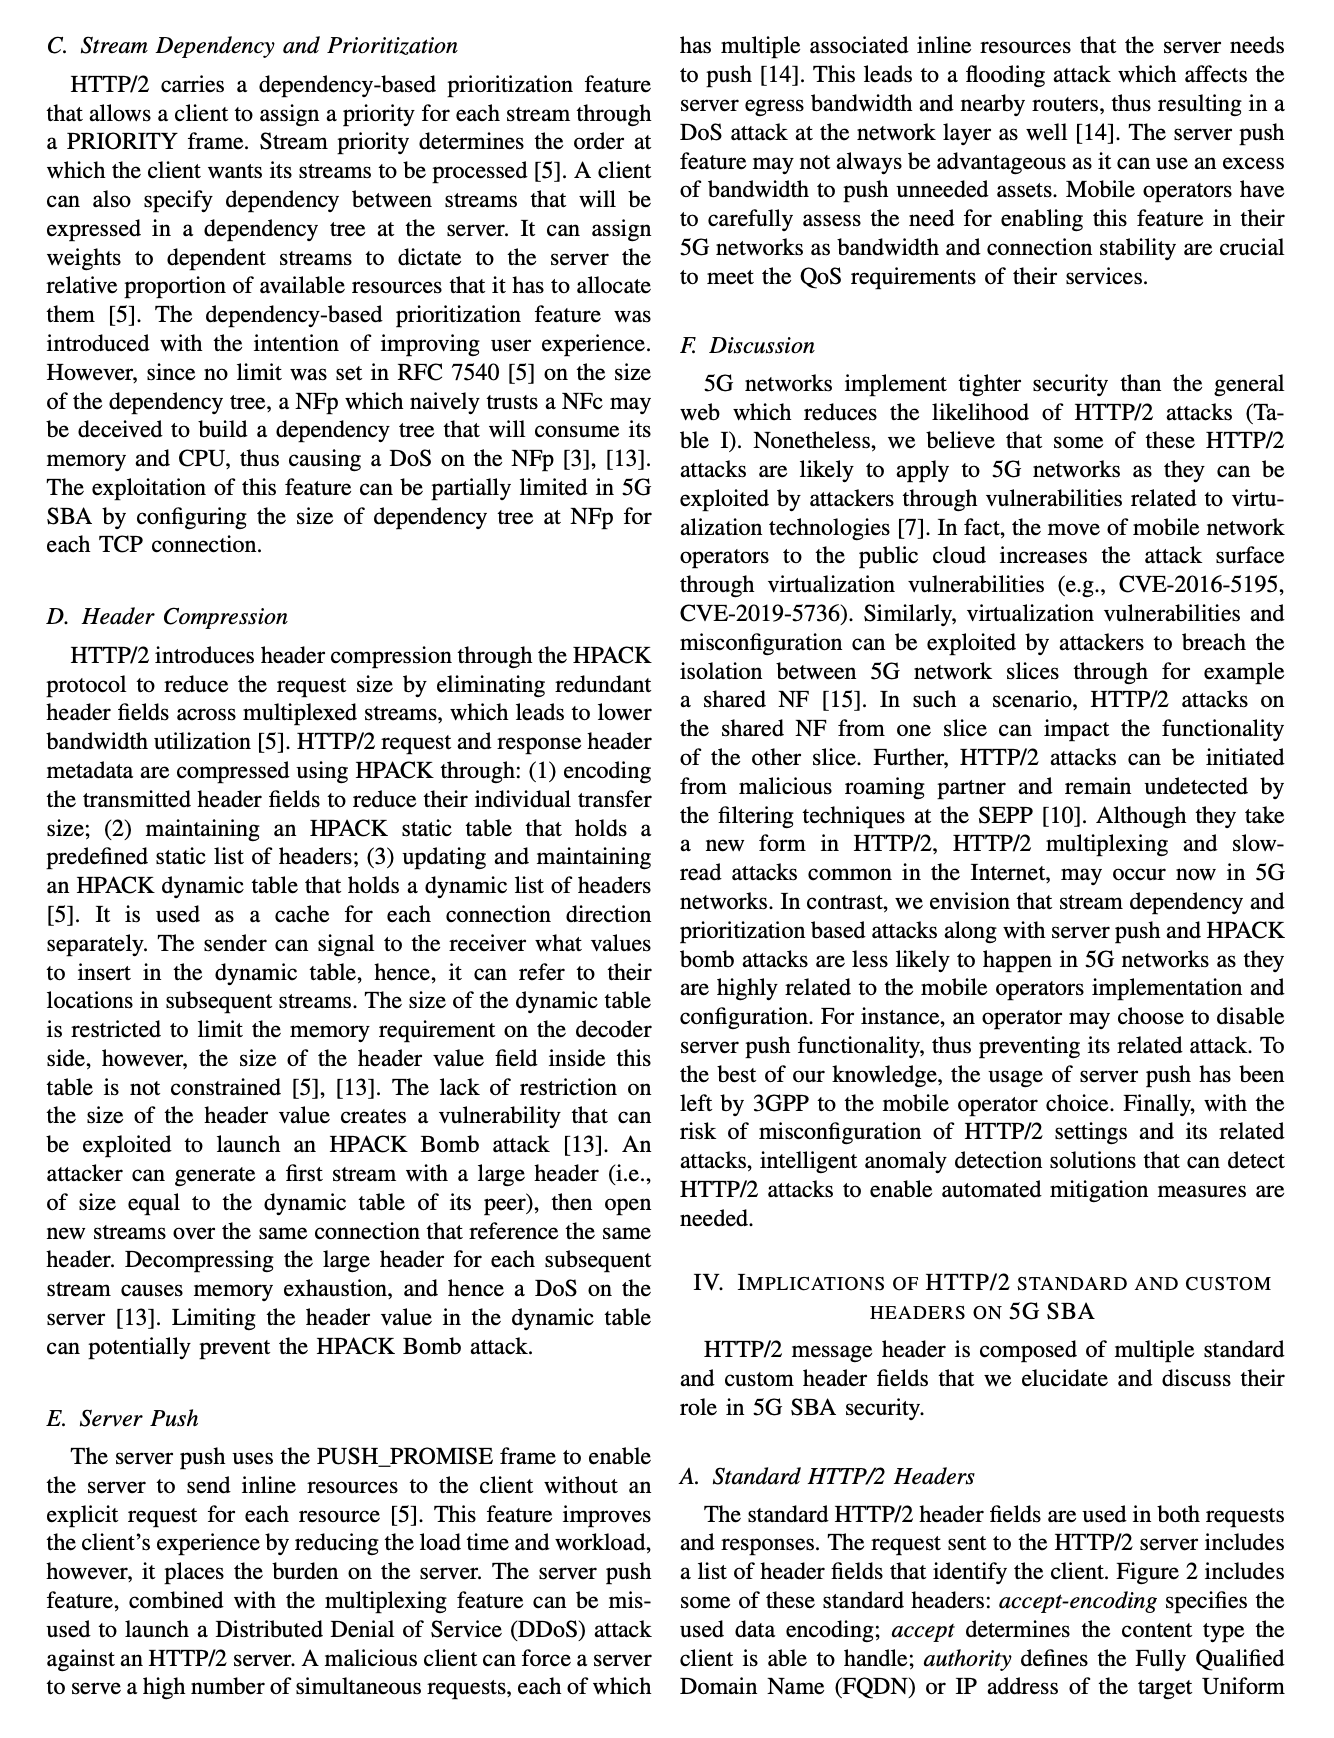 C. Stream Dependency and Prioritization
HTTP/2 carries a dependency-based prioritization feature
that allows a client to assign a priority for each stream through
a PRIORITY frame. Stream priority determines the order at
which the client wants its streams to be processed [5]. A client
can also specify dependency between streams that will be
expressed in a dependency tree at the server. It can assign
weights to dependent streams to dictate to the server the
relative proportion of available resources that it has to allocate
them [5]. The dependency-based prioritization feature was
introduced with the intention of improving user experience.
However, since no limit was set in RFC 7540 [5] on the size
of the dependency tree, a NFp which naively trusts a NFc may
be deceived to build a dependency tree that will consume its
memory and CPU, thus causing a DoS on the NFp [3], [13].
The exploitation of this feature can be partially limited in 5G
SBA by configuring the size of dependency tree at NFp for
each TCP connection.
D. Header Compression
HTTP/2 introduces header compression through the HPACK
protocol to reduce the request size by eliminating redundant
header fields across multiplexed streams, which leads to lower
bandwidth utilization [5]. HTTP/2 request and response header
metadata are compressed using HPACK through: (1) encoding
the transmitted header fields to reduce their individual transfer
size; (2) maintaining an HPACK static table that holds a
predefined static list of headers; (3) updating and maintaining
an HPACK dynamic table that holds a dynamic list of headers
[5]. It is used as a cache for each connection direction
separately. The sender can signal to the receiver what values
to insert in the dynamic table, hence, it can refer to their
locations in subsequent streams. The size of the dynamic table
is restricted to limit the memory requirement on the decoder
side, however, the size of the header value field inside this
table is not constrained [5], [13]. The lack of restriction on
the size of the header value creates a vulnerability that can
be exploited to launch an HPACK Bomb attack [13]. An
attacker can generate a first stream with a large header (i.e.,
of size equal to the dynamic table of its peer), then open
new streams over the same connection that reference the same
header. Decompressing the large header for each subsequent
stream causes memory exhaustion, and hence a DoS on the
server [13]. Limiting the header value in the dynamic table
can potentially prevent the HPACK Bomb attack.
E. Server Push
The server push uses the PUSH_PROMISE frame to enable
the server to send inline resources to the client without an
explicit request for each resource [5]. This feature improves
the client's experience by reducing the load time and workload,
however, it places the burden on the server. The server push
feature, combined with the multiplexing feature can be mis-
used to launch a Distributed Denial of Service (DDoS) attack
against an HTTP/2 server. A malicious client can force a server
to serve a high number of simultaneous requests, each of which
has multiple associated inline resources that the server needs
to push [14]. This leads to a flooding attack which affects the
server egress bandwidth and nearby routers, thus resulting in a
DoS attack at the network layer as well [14]. The server push
feature may not always be advantageous as it can use an excess
of bandwidth to push unneeded assets. Mobile operators have
to carefully assess the need for enabling this feature in their
5G networks as bandwidth and connection stability are crucial
to meet the QoS requirements of their services.
F. Discussion
5G networks implement tighter security than the general
web which reduces the likelihood of HTTP/2 attacks (Ta-
ble I). Nonetheless, we believe that some of these HTTP/2
attacks are likely to apply to 5G networks as they can be
exploited by attackers through vulnerabilities related to virtu-
alization technologies [7]. In fact, the move of mobile network
operators to the public cloud increases the attack surface
through virtualization vulnerabilities (e.g., CVE-2016-5195,
CVE-2019-5736). Similarly, virtualization vulnerabilities and
misconfiguration can be exploited by attackers to breach the
isolation between 5G network slices through for example
a shared NF [15]. In such a scenario, HTTP/2 attacks on
the shared NF from one slice can impact the functionality
of the other slice. Further, HTTP/2 attacks can be initiated
from malicious roaming partner and remain undetected by
the filtering techniques at the SEPP [10]. Although they take
a new form in HTTP/2, HTTP/2 multiplexing and slow-
read attacks common in the Internet, may occur now in 5G
networks. In contrast, we envision that stream dependency and
prioritization based attacks along with server push and HPACK
bomb attacks are less likely to happen in 5G networks as they
are highly related to the mobile operators implementation and
configuration. For instance, an operator may choose to disable
server push functionality, thus preventing its related attack. To
the best of our knowledge, the usage of server push has been
left by 3GPP to the mobile operator choice. Finally, with the
risk of misconfiguration of HTTP/2 settings and its related
attacks, intelligent anomaly detection solutions that can detect
HTTP/2 attacks to enable automated mitigation measures are
needed.
IV. IMPLICATIONS OF HTTP/2 STANDARD AND CUSTOM
HEADERS ON 5G SBA
HTTP/2 message header is composed of multiple standard
and custom header fields that we elucidate and discuss their
role in 5G SBA security.
A. Standard HTTP/2 Headers
The standard HTTP/2 header fields are used in both requests
and responses. The request sent to the HTTP/2 server includes
a list of header fields that identify the client. Figure 2 includes
some of these standard headers: accept-encoding specifies the
used data encoding; accept determines the content type the
client is able to handle; authority defines the Fully Qualified
Domain Name (FQDN) or IP address of the target Uniform